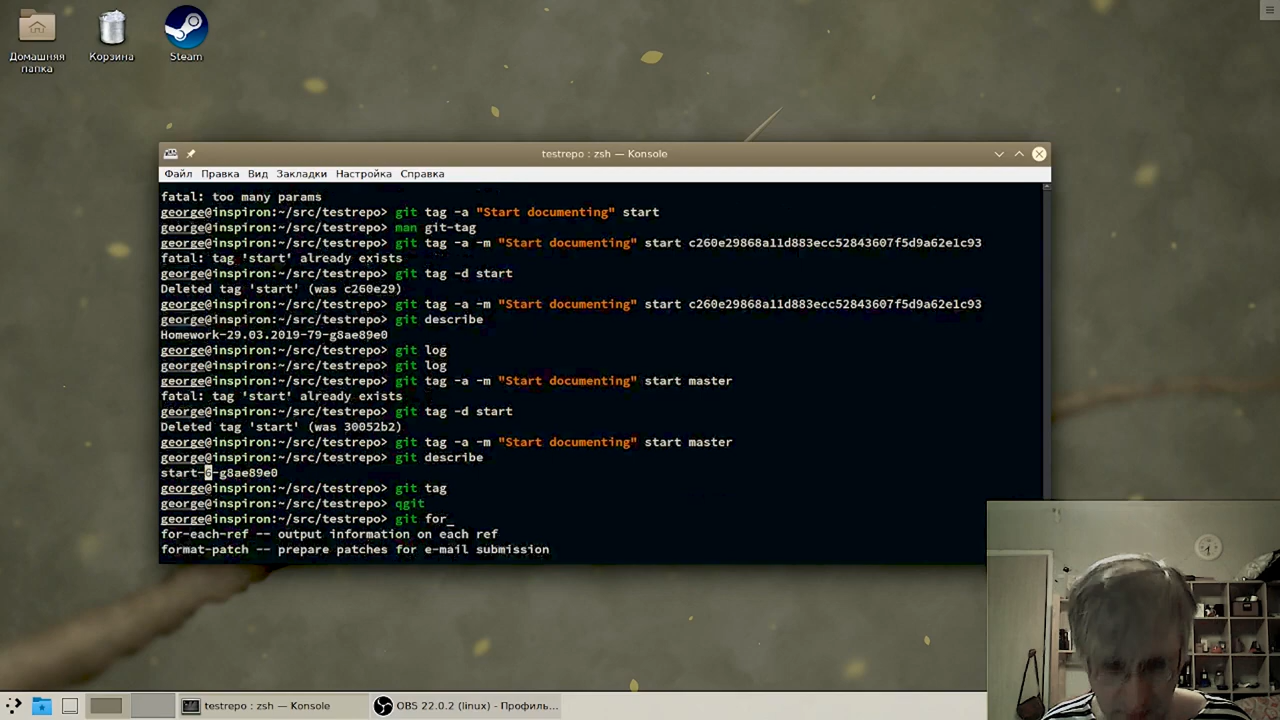 Домашняя
папка
Корзина
Steam
testrepo : zsh — Konsole
Файл Правка Вид Закладки Настройка Справка
fatal: too many params
george@inspiron:~/src/testrepo> git tag -a "Start documenting" start
george@inspiron:~/src/testrepo> man git-tag
george@inspiron:~/src/testrepo> git tag -a -m "Start documenting" start c260e29868a11d883ecc52843607f5d9a62e1c93
fatal: tag 'start' already exists
george@inspiron:~/src/testrepo> git tag -d start
Deleted tag 'start' (was c260e29)
george@inspiron:~/src/testrepo> git tag -a -m "Start documenting" start c260e29868a11d883ecc52843607f5d9a62e1c93
george@inspiron:~/src/testrepo> git describe
Homework-29.03.2019-79-g8ae89e0
george@inspiron:~/src/testrepo> git log
george@inspiron:~/src/testrepo> git log
george@inspiron:~/src/testrepo> git tag -a -m "Start documenting" start master
fatal: tag 'start' already exists
george@inspiron:~/src/testrepo> git tag -d start
Deleted tag 'start' (was 30052b2)
george@inspiron:~/src/testrepo> git tag -a -m "Start documenting" start master
george@inspiron:~/src/testrepo> git describe
start-6-g8ae89e0
george@inspiron:~/src/testrepo> git tag
george@inspiron:~/src/testrepo> qgit
george@inspiron:~/src/testrepo> git for_
for-each-ref -- output information on each ref
format-patch -- prepare patches for e-mail submission
testrepo : zsh — Konsole
OBS 22.0.2 (linux) - Профиль...